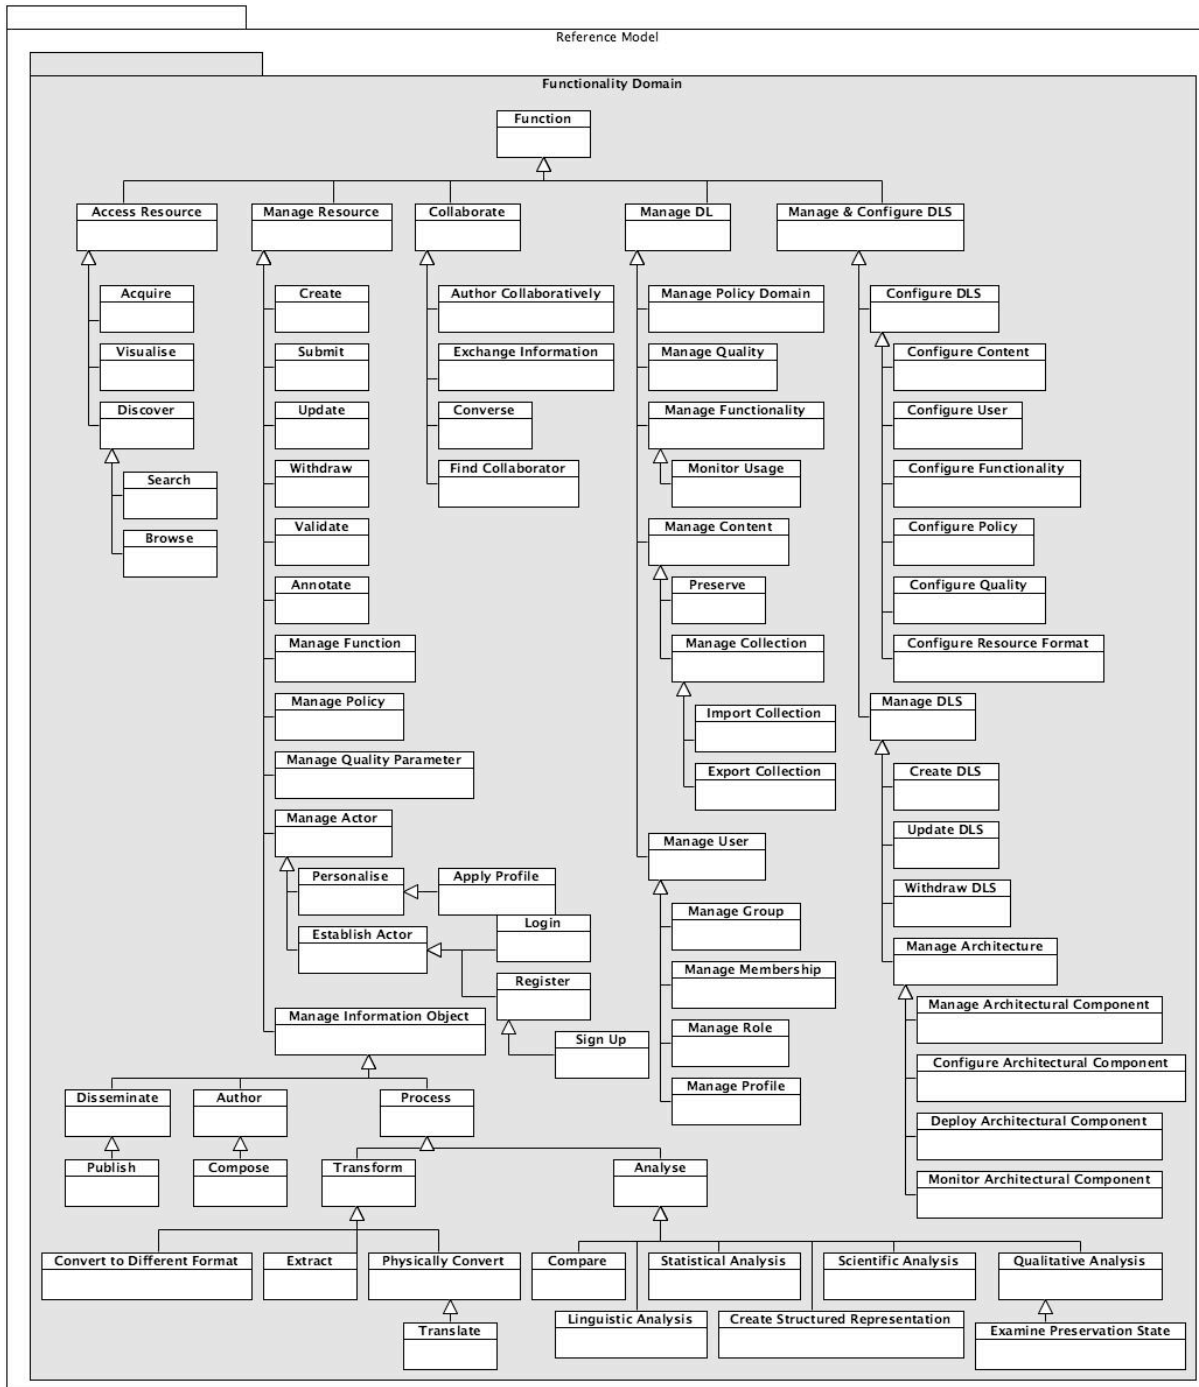 Reference Model
Functionality Domain
Function
Access Resource
Manage Resource
Collaborate
Manage DL
Manage & Configure DLS
Acquire
Visualise
Discover
Search
Browse
Create
Submit
Update
Withdraw
Validate
Annotate
Manage Function
Manage Policy
Manage Quality Parameter
Manage Actor
Personalise
Apply Profile
Establish Actor
Login
Register
Sign Up
Manage Information Object
Author Collaboratively
Exchange Information
Converse
Find Collaborator
Manage Policy Domain
Manage Quality
Manage Functionality
Monitor Usage
Manage Content
Preserve
Manage Collection
Import Collection
Export Collection
Manage User
Manage Group
Manage Membership
Manage Role
Manage Profile
Configure DLS
Configure Content
Configure User
Configure Functionality
Configure Policy
Configure Quality
Configure Resource Format
Manage DLS
Create DLS
Update DLS
Withdraw DLS
Manage Architecture
Manage Architectural Component
Configure Architectural Component
Deploy Architectural Component
Monitor Architectural Component
Disseminate
Author
Process
Publish
Compose
Transform
Analyse
Convert to Different Format
Extract
Physically Convert
Translate
Compare
Statistical Analysis
Scientific Analysis
Qualitative Analysis
Linguistic Analysis
Create Structured Representation
Examine Preservation State